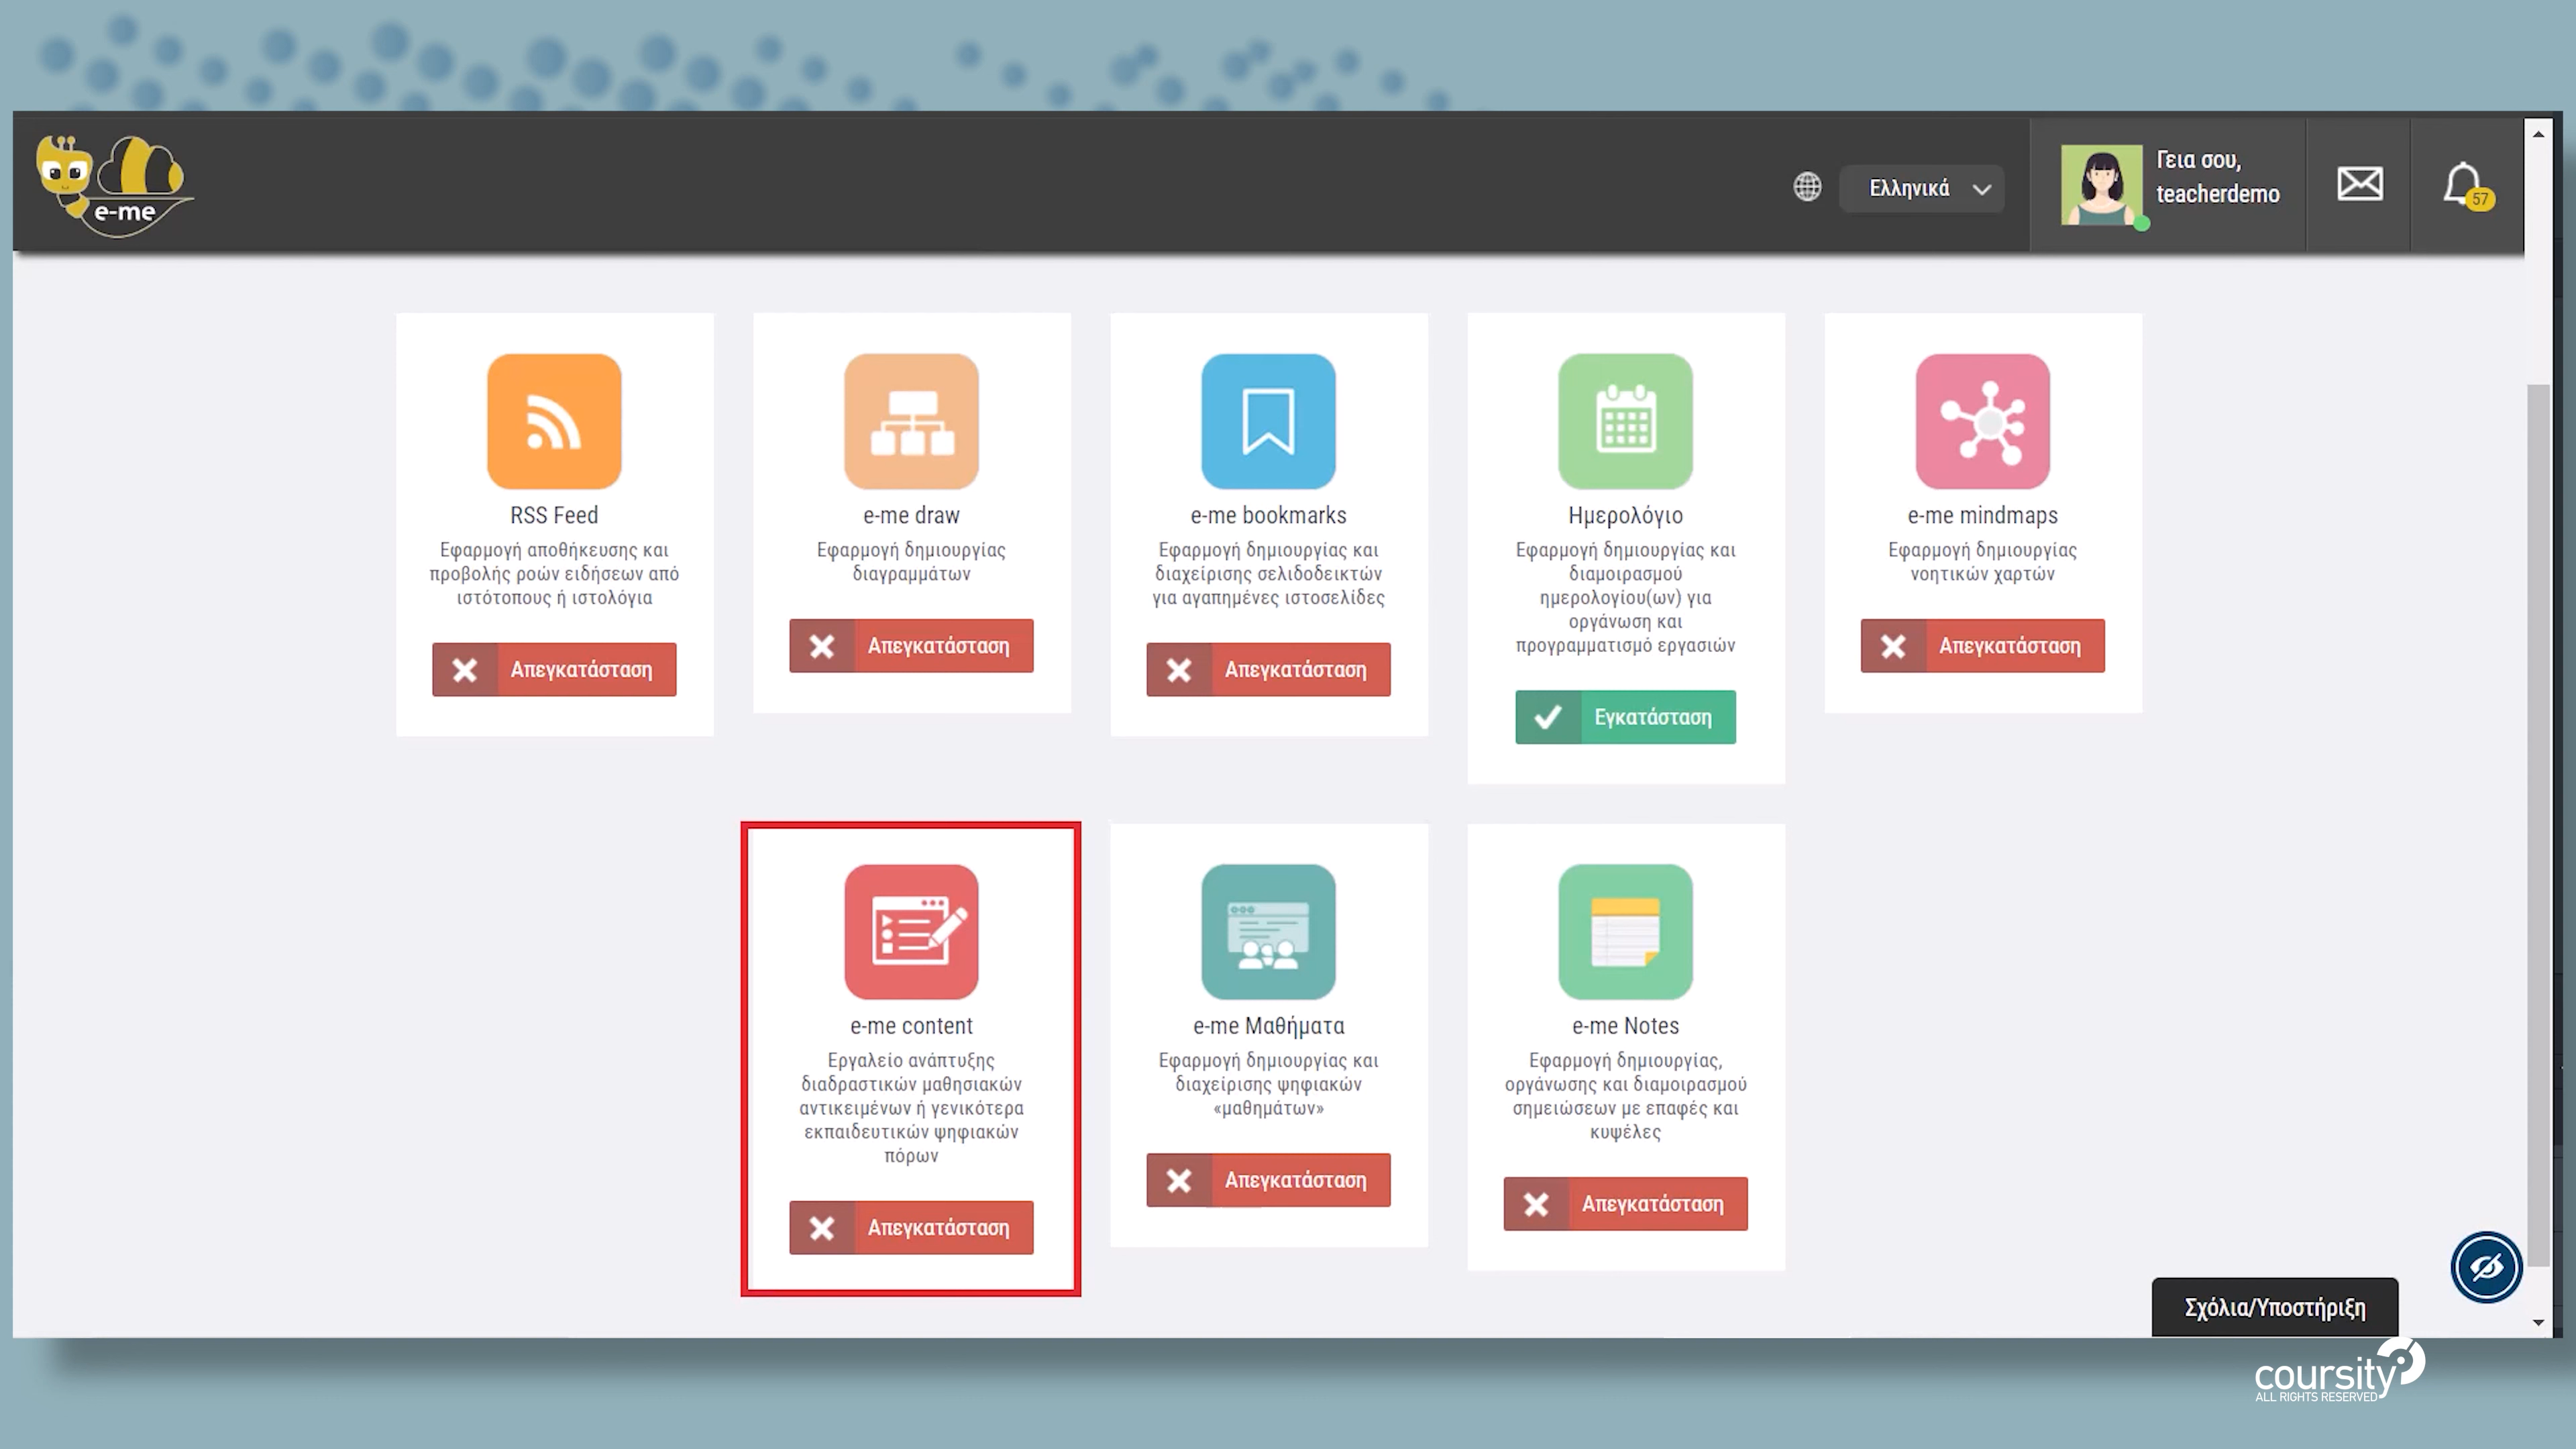 e-me
Ελληνικά
Γεια σου,
teacherdemo
57
RSS Feed
Εφαρμογή αποθήκευσης και
προβολής ροών ειδήσεων από
ιστότοπους ή ιστολόγια
Απεγκατάσταση
e-me draw
Εφαρμογή δημιουργίας
διαγραμμάτων
Απεγκατάσταση
e-me bookmarks
Εφαρμογή δημιουργίας και
διαχείρισης σελιδοδεικτών
για αγαπημένες ιστοσελίδες
Απεγκατάσταση
Ημερολόγιο
Εφαρμογή δημιουργίας και
διαμοιρασμού
ημερολογίου(ων) για
οργάνωση και
προγραμματισμό εργασιών
Εγκατάσταση
e-me mindmaps
Εφαρμογή δημιουργίας
νοητικών χαρτών
Απεγκατάσταση
e-me content
Εργαλείο ανάπτυξης
διαδραστικών μαθησιακών
αντικειμένων ή γενικότερα
εκπαιδευτικών ψηφιακών
πόρων
Απεγκατάσταση
e-me Μαθήματα
Εφαρμογή δημιουργίας και
διαχείρισης ψηφιακών
«μαθημάτων»
Απεγκατάσταση
e-me Notes
Εφαρμογή δημιουργίας,
οργάνωσης και διαμοιρασμού
σημειώσεων με επαφές και
κυψέλες
Απεγκατάσταση
Σχόλια/Υποστήριξη
coursity
ALL RIGHTS RESERVED